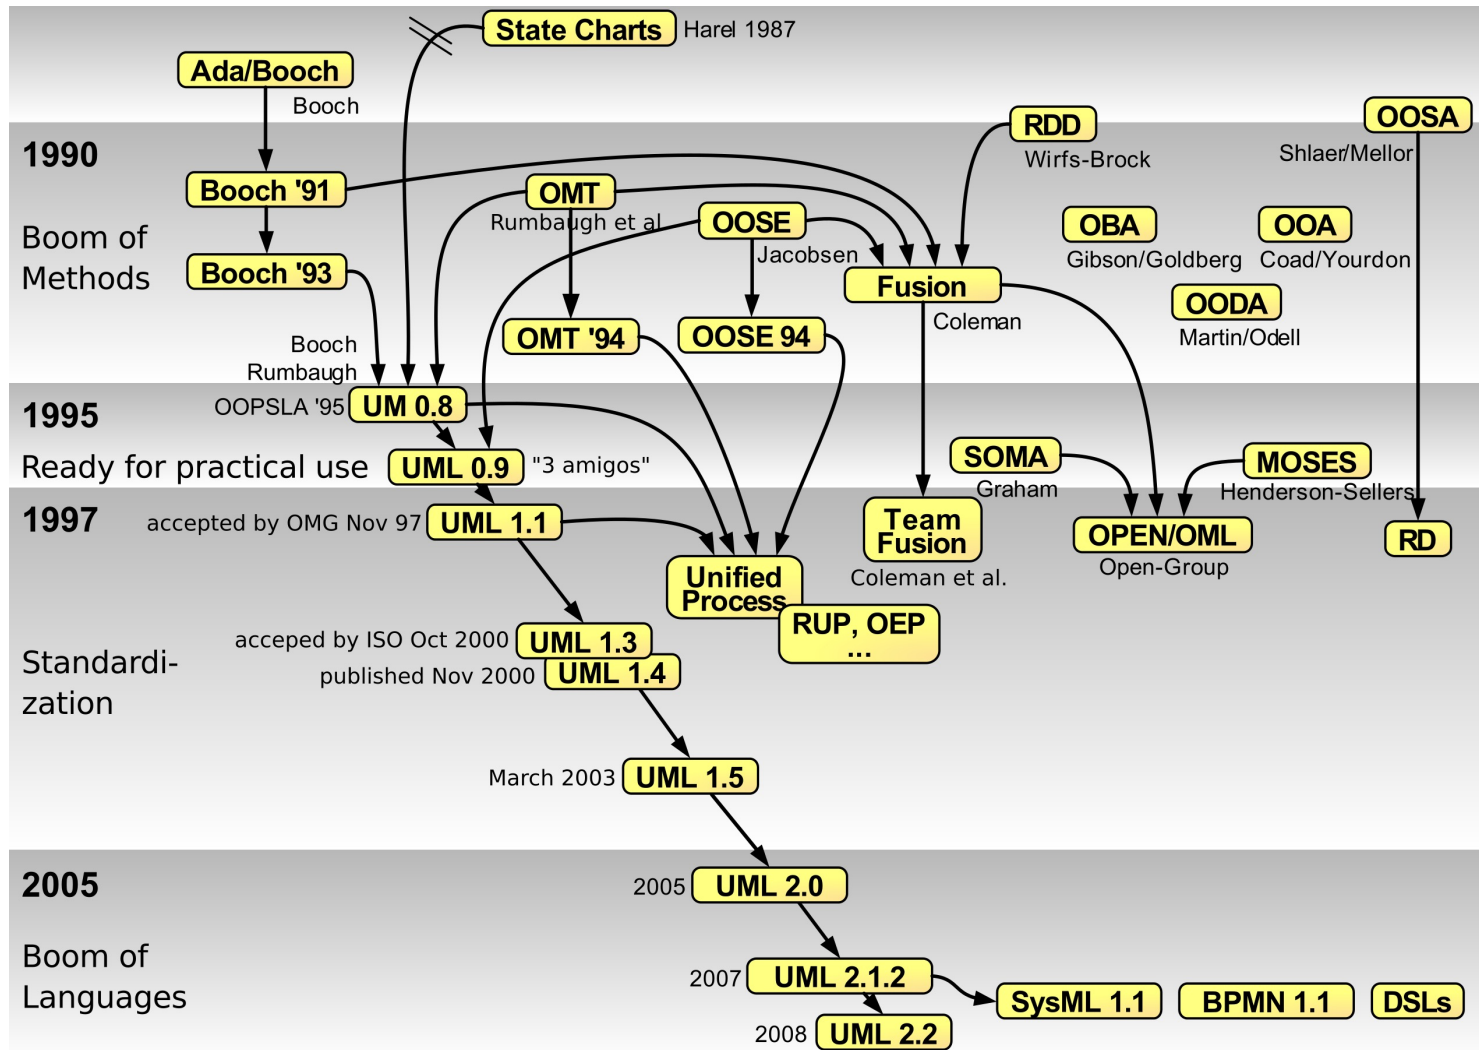 State Charts
Harel 1987
Ada/Booch
Booch
RDD
Wirfs-Brock
OOSA
Shlaer/Mellor
1990
Boom of
Methods
Booch '91
OMT
Rumbaugh et al
OOSE
Jacobsen
OBA
Gibson/Goldberg
OOA
Coad/Yourdon
Booch '93
Fusion
Coleman
OODA
Martin/Odell
OMT '94
OOSE 94
Booch
Rumbaugh
OOPSLA '95
UM 0.8
1995
Ready for practical use
UML 0.9
"3 amigos"
SOMA
Graham
MOSES
Henderson-Sellers
1997
accepted by OMG Nov 97
UML 1.1
Team
Fusion
Coleman et al.
OPEN/OML
Open-Group
RD
Unified
Process
RUP, OEP
...
acceped by ISO Oct 2000
UML 1.3
published Nov 2000
UML 1.4
Standardi-
zation
March 2003
UML 1.5
2005
2005
UML 2.0
Boom of
Languages
2007
UML 2.1.2
SysML 1.1
BPMN 1.1
DSLs
2008
UML 2.2